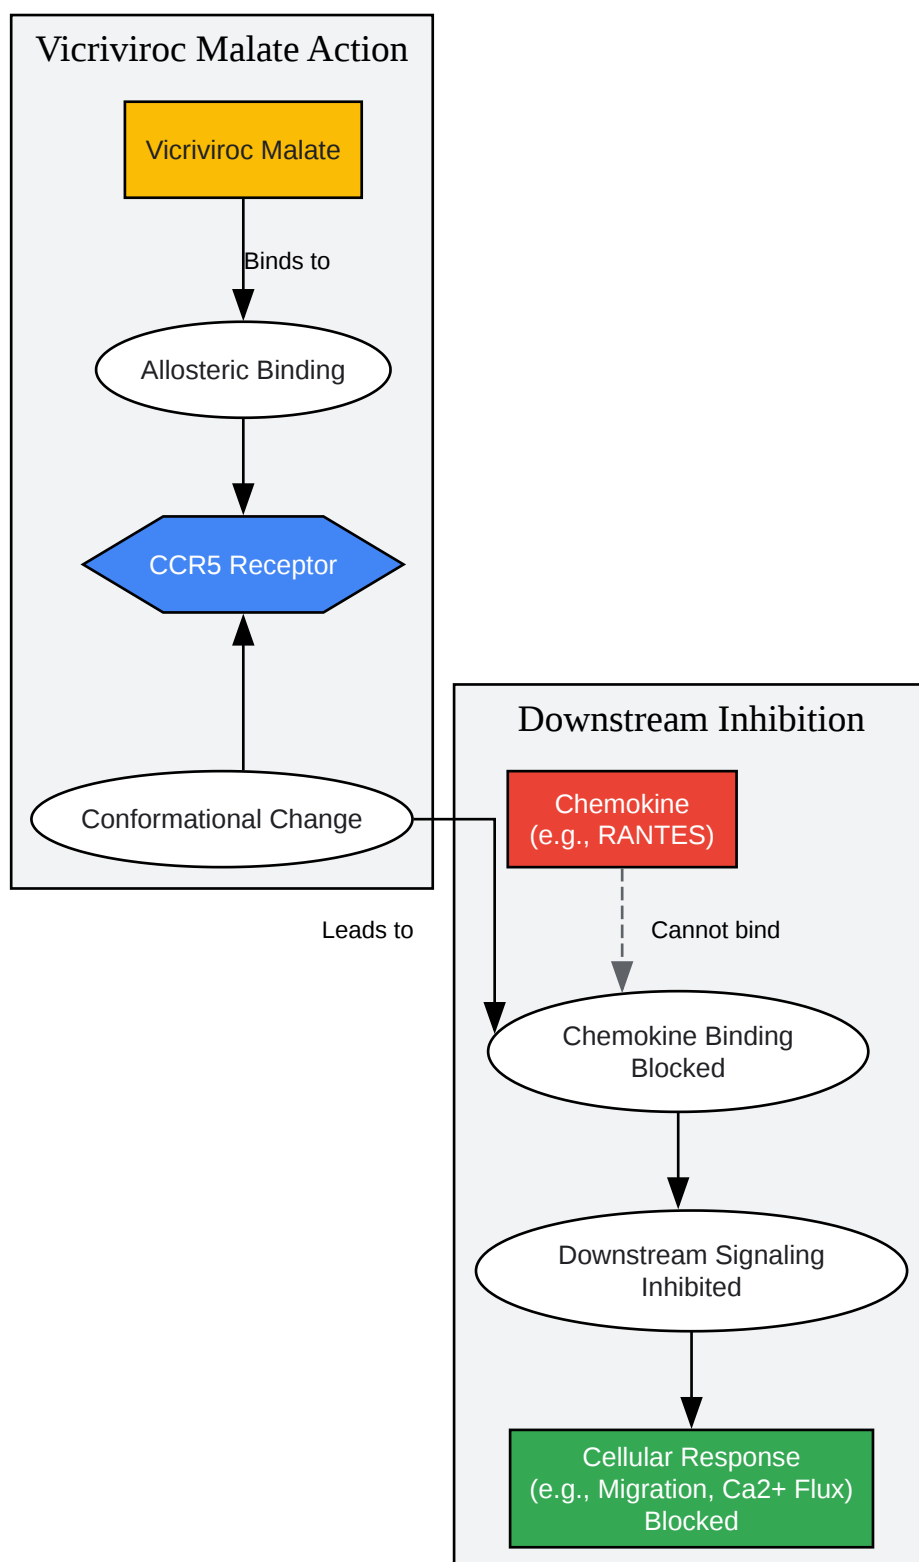 Vicriviroc Malate Action
Vicriviroc Malate
Binds to
Allosteric Binding
CCR5 Receptor
Conformational Change
Leads to
Downstream Inhibition
Chemokine
(e.g., RANTES)
Cannot bind
Chemokine Binding
Blocked
Downstream Signaling
Inhibited
Cellular Response
(e.g., Migration, Ca2+ Flux)
Blocked